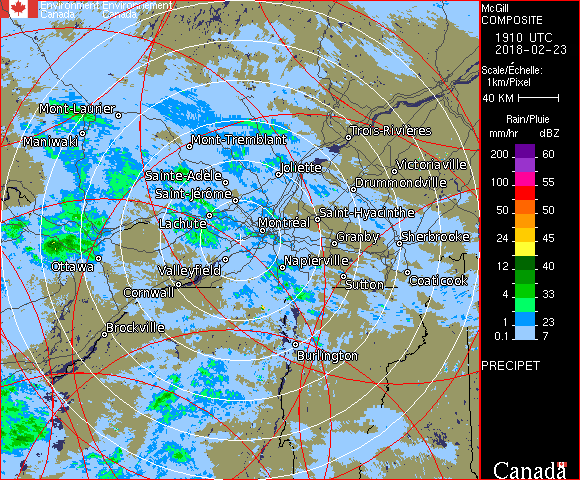 Environment Environnement
Canada Canada
Mont-Laurier
Maniwaki
Mont-Tremblant
Trois-Rivières
Joliette
Victoriaville
Sainte-Adèle
Drummondville
Saint-Jérôme
Saint-Hyacinthe
Lachute
Montréal
Granby
Sherbrooke
Ottawa
Napierville
Valleyfield
Sutton
Coaticook
Cornwall
Brockville
Burlington
McGill
COMPOSITE
1910 UTC
2018-02-23
Scale/Échelle:
1km/Pixel
40 KM
Rain/Pluie
mm/hr dBZ
200 60
100 55
50 50
24 45
12 40
4 33
1 23
0.1 7
PRECIPET
Canada